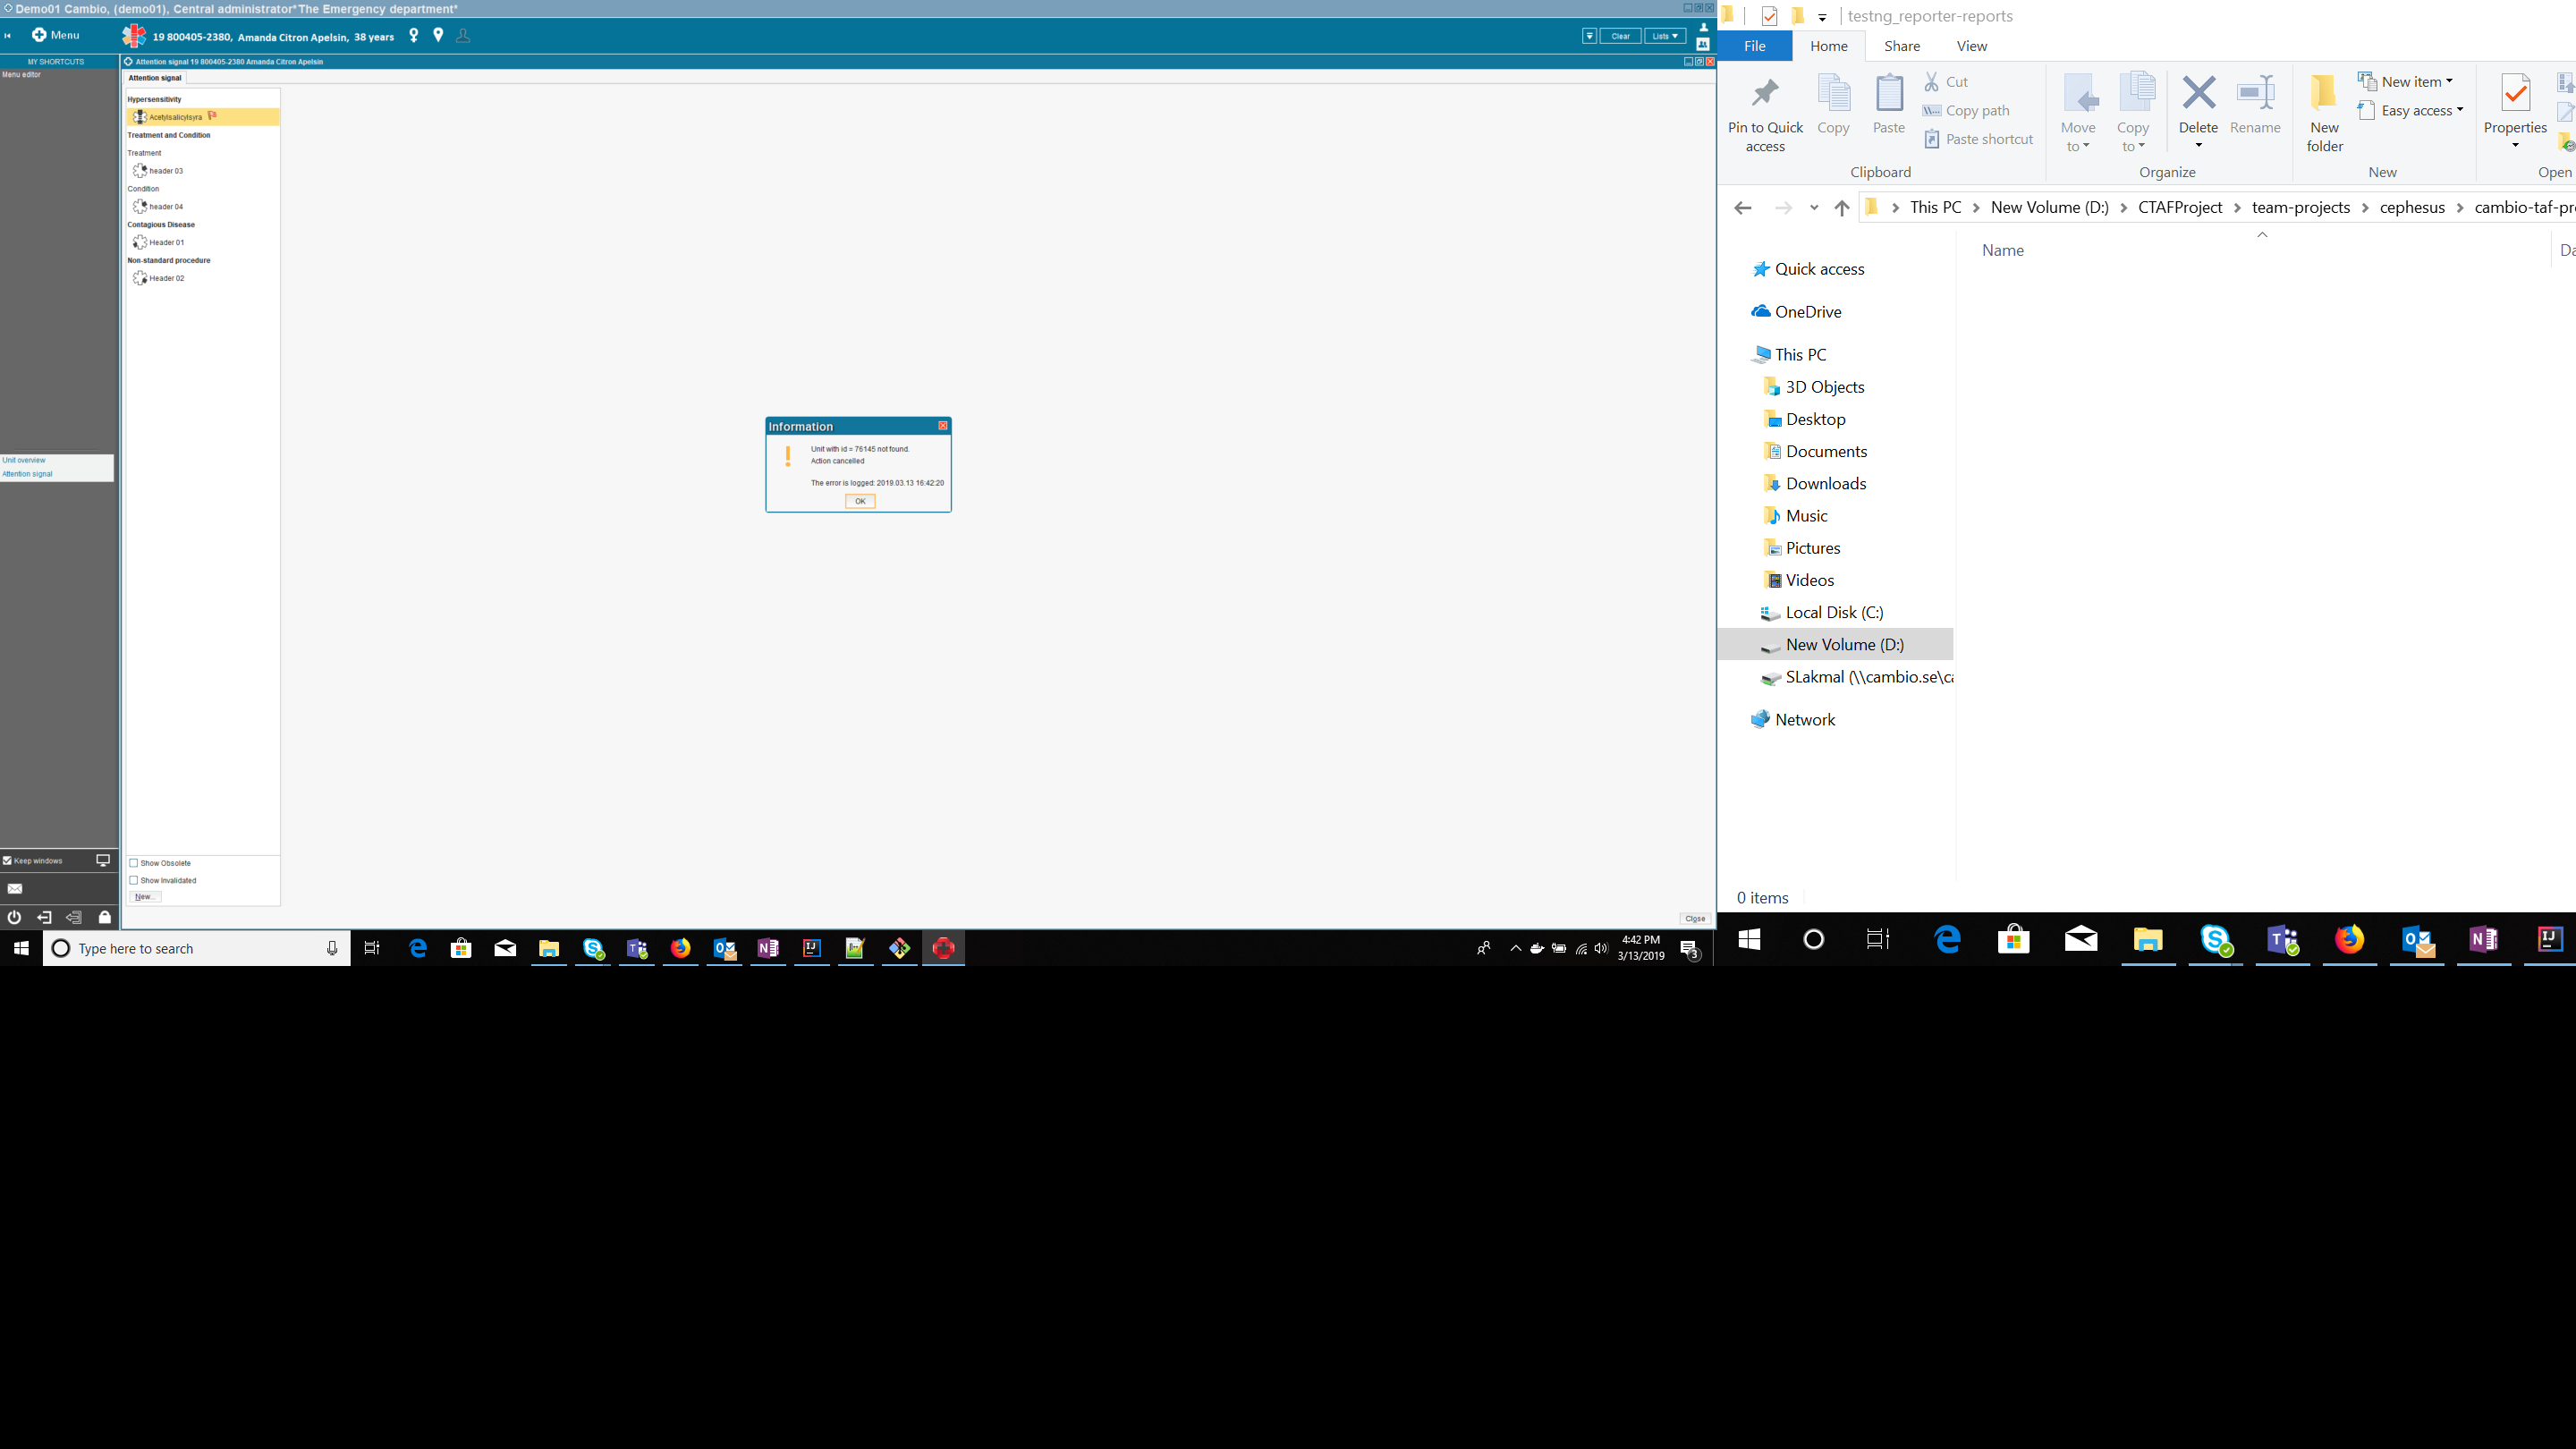 Demo01 Cambio, (demo01), Central administrator*The Emergency department*
Menu
19 800405-2380, Amanda Citron Apelsin, 38 years
Clear
Lists
MY SHORTCUTS
Menu editor
Attention signal 19 800405-2380 Amanda Citron Apelsin
Attention signal
Hypersensitivity
Acetylsalicylsyra
Treatment and Condition
Treatment
header 03
Condition
header 04
Contagious Disease
Header 01
Non-standard procedure
Header 02
Unit overview
Attention signal
Information
Unit with id = 76145 not found.
Action cancelled
The error is logged: 2019.03.13 16:42:20
OK
Keep windows
Show Obsolete
Show Invalidated
New...
Close
Type here to search
4:42 PM
3/13/2019
3
testng_reporter-reports
File
Home
Share
View
Pin to Quick access
Copy
Paste
Cut
Copy path
Paste shortcut
Clipboard
Move to
Copy to
Delete
Rename
Organize
New folder
New item
Easy access
New
Properties
Open
This PC
New Volume (D:)
CTAFProject
team-projects
cephesus
cambio-taf-pr
Name
Da
Quick access
OneDrive
This PC
3D Objects
Desktop
Documents
Downloads
Music
Pictures
Videos
Local Disk (C:)
New Volume (D:)
SLakmal (\\cambio.se\ca
Network
0 items